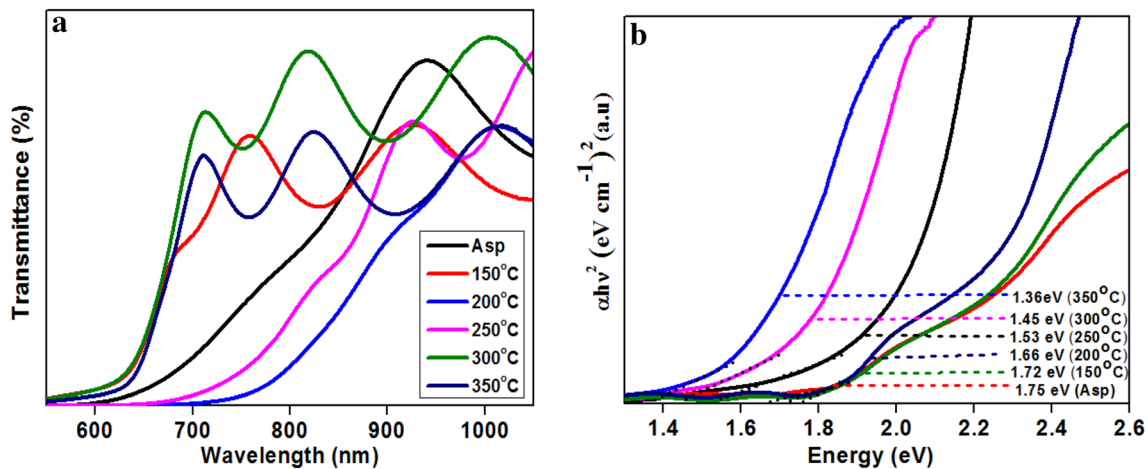 a
Transmittance (%)
Asp
150°C
200°C
250°C
300°C
350°C
600 700 800 900 1000
Wavelength (nm)
b
αhν² (eV cm⁻¹)² (a.u)
1.36eV (350°C)
1.45 eV (300°C)
1.53 eV (250°C)
1.66 eV (200°C)
1.72 eV (150°C)
1.75 eV (Asp)
1.4 1.6 1.8 2.0 2.2 2.4 2.6
Energy (eV)